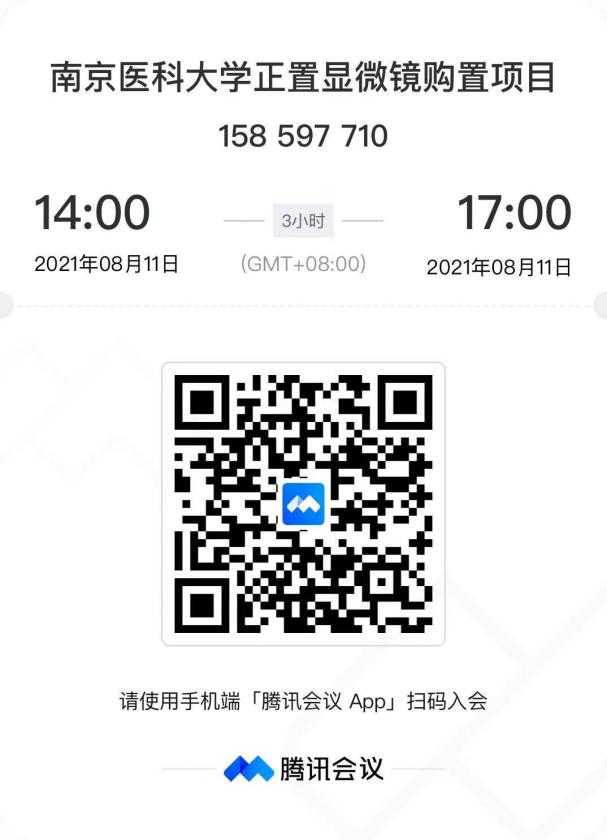 南京医科大学正置显微镜购置项目
158 597 710
14:00
3小时
17:00
2021年08月11日
(GMT+08:00)
2021年08月11日
请使用手机端「腾讯会议 App」扫码入会
腾讯会议